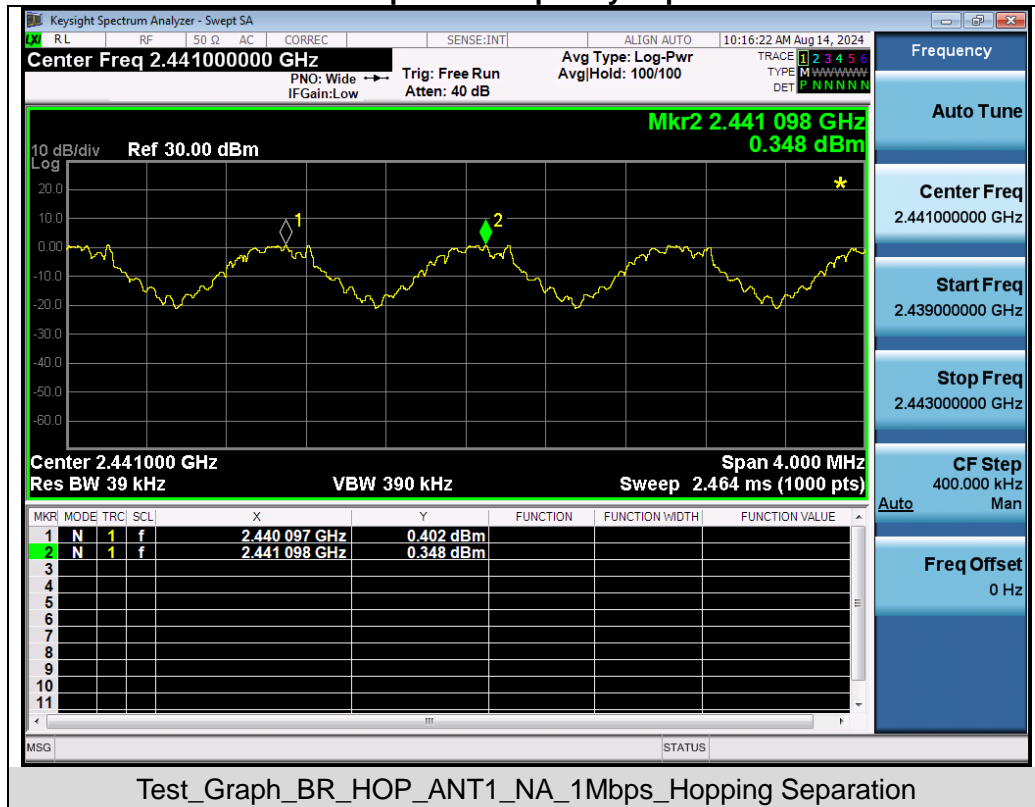 Keysight Spectrum Analyzer - Swept SA
LXI RL RF 50 Ω AC CORREC SENSE:INT ALIGN AUTO 10:16:22 AM Aug 14, 2024
Center Freq 2.441000000 GHz
PNO: Wide
IFGain:Low
Trig: Free Run
Atten: 40 dB
Avg Type: Log-Pwr
Avg|Hold: 100/100
TRACE 1 2 3 4 5 6
TYPE M WWWWW
DET P N N N N N
Frequency
Auto Tune
Center Freq
2.441000000 GHz
Start Freq
2.439000000 GHz
Stop Freq
2.443000000 GHz
CF Step
400.000 kHz
Auto Man
Freq Offset
0 Hz
Mkr2 2.441 098 GHz
0.348 dBm
10 dB/div Ref 30.00 dBm
Log
20.0
10.0
0.00
-10.0
-20.0
-30.0
-40.0
-50.0
-60.0
1
2
*
Center 2.441000 GHz Span 4.000 MHz
Res BW 39 kHz VBW 390 kHz Sweep 2.464 ms (1000 pts)
MKR MODE TRC SCL X Y FUNCTION FUNCTION WIDTH FUNCTION VALUE
1 N 1 f 2.440 097 GHz 0.402 dBm
2 N 1 f 2.441 098 GHz 0.348 dBm
3
4
5
6
7
8
9
10
11
MSG STATUS
Test_Graph_BR_HOP_ANT1_NA_1Mbps_Hopping Separation